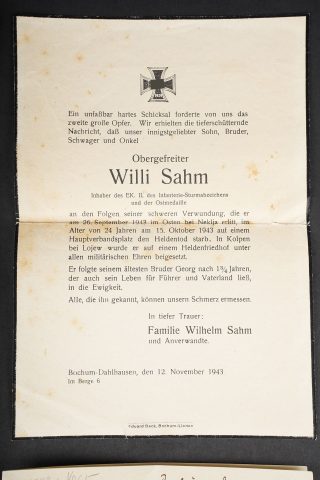 Ein unfaßbar hartes Schicksal forderte von uns das
zweite große Opfer. Wir erhielten die tieferschütternde
Nachricht, daß unser innigstgeliebter Sohn, Bruder,
Schwager und Onkel
Obergefreiter
Willi Sahm
Inhaber des EK. II, des Infanterie-Sturmabzeichens
und der Ostmedaille
an den Folgen seiner schweren Verwundung, die er
am 26. September 1943 im Osten bei Neklja erlitt, im
Alter von 24 Jahren am 15. Oktober 1943 auf einem
Hauptverbandsplatz den Heldentod starb. In Kolpen
bei Lojew wurde er auf einem Heldenfriedhof unter
allen militärischen Ehren beigesetzt.
Er folgte seinem ältesten Bruder Georg nach 1¾ Jahren,
der auch sein Leben für Führer und Vaterland ließ,
in die Ewigkeit.
Alle, die ihn gekannt, können unsern Schmerz ermessen.
In tiefer Trauer:
Familie Wilhelm Sahm
und Anverwandte.
Bochum-Dahlhausen, den 12. November 1943
Im Berge 6
Eduard Beck, Bochum-Linden